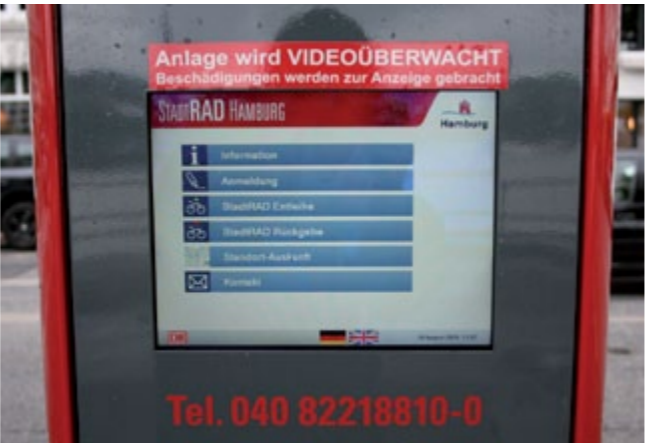 Anlage wird VIDEOÜBERWACHT
Beschädigungen werden zur Anzeige gebracht
STADTRAD HAMBURG
Hamburg
i
Information
Anmeldung
StadtRAD Entleihe
StadtRAD Rückgabe
Standort-Auskunft
Kontakt
DB
Tel. 040 82218810-0